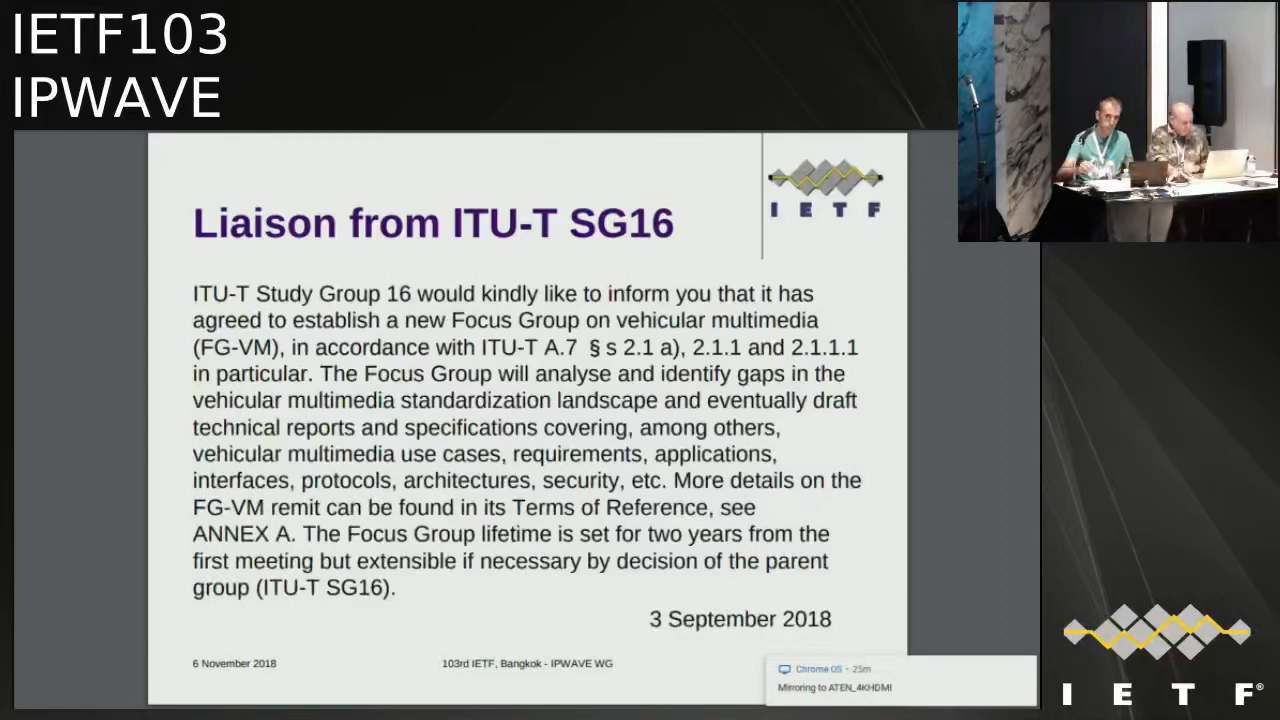 IETF103
IPWAVE
I E T F
Liaison from ITU-T SG16
ITU-T Study Group 16 would kindly like to inform you that it has
agreed to establish a new Focus Group on vehicular multimedia
(FG-VM), in accordance with ITU-T A.7 § s 2.1 a), 2.1.1 and 2.1.1.1
in particular. The Focus Group will analyse and identify gaps in the
vehicular multimedia standardization landscape and eventually draft
technical reports and specifications covering, among others,
vehicular multimedia use cases, requirements, applications,
interfaces, protocols, architectures, security, etc. More details on the
FG-VM remit can be found in its Terms of Reference, see
ANNEX A. The Focus Group lifetime is set for two years from the
first meeting but extensible if necessary by decision of the parent
group (ITU-T SG16).
3 September 2018
6 November 2018
103rd IETF, Bangkok - IPWAVE WG
Chrome OS · 25m
Mirroring to ATEN_4KHDMI
I E T F®